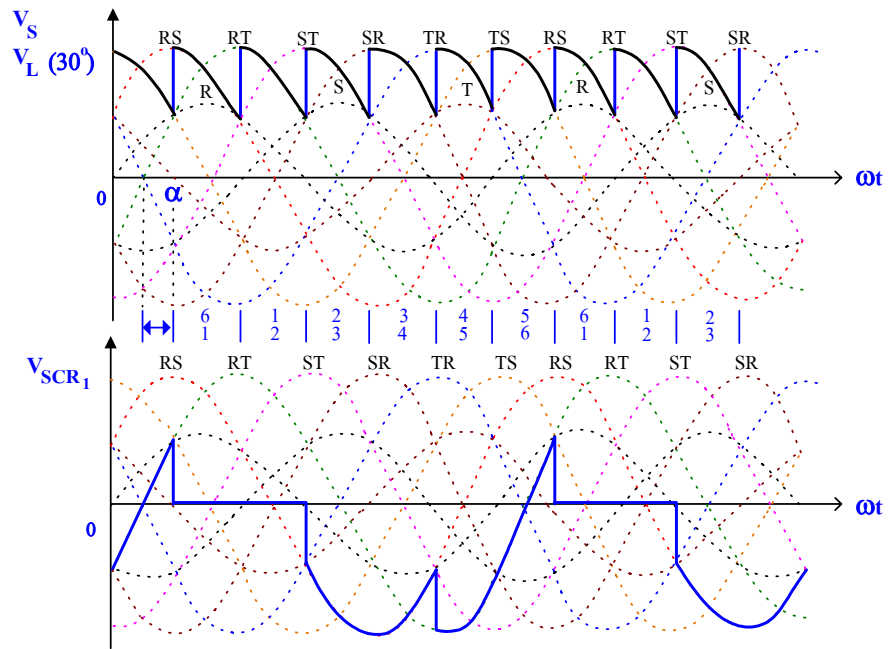 V_S
V_L (30°)
RS RT ST SR TR TS RS RT ST SR
R S T R S
0 α ωt
6 1 2 3 4 5 6 1 2
1 2 3 4 5 6 1 2 3
V_SCR1
RS RT ST SR TR TS RS RT ST SR
0 ωt